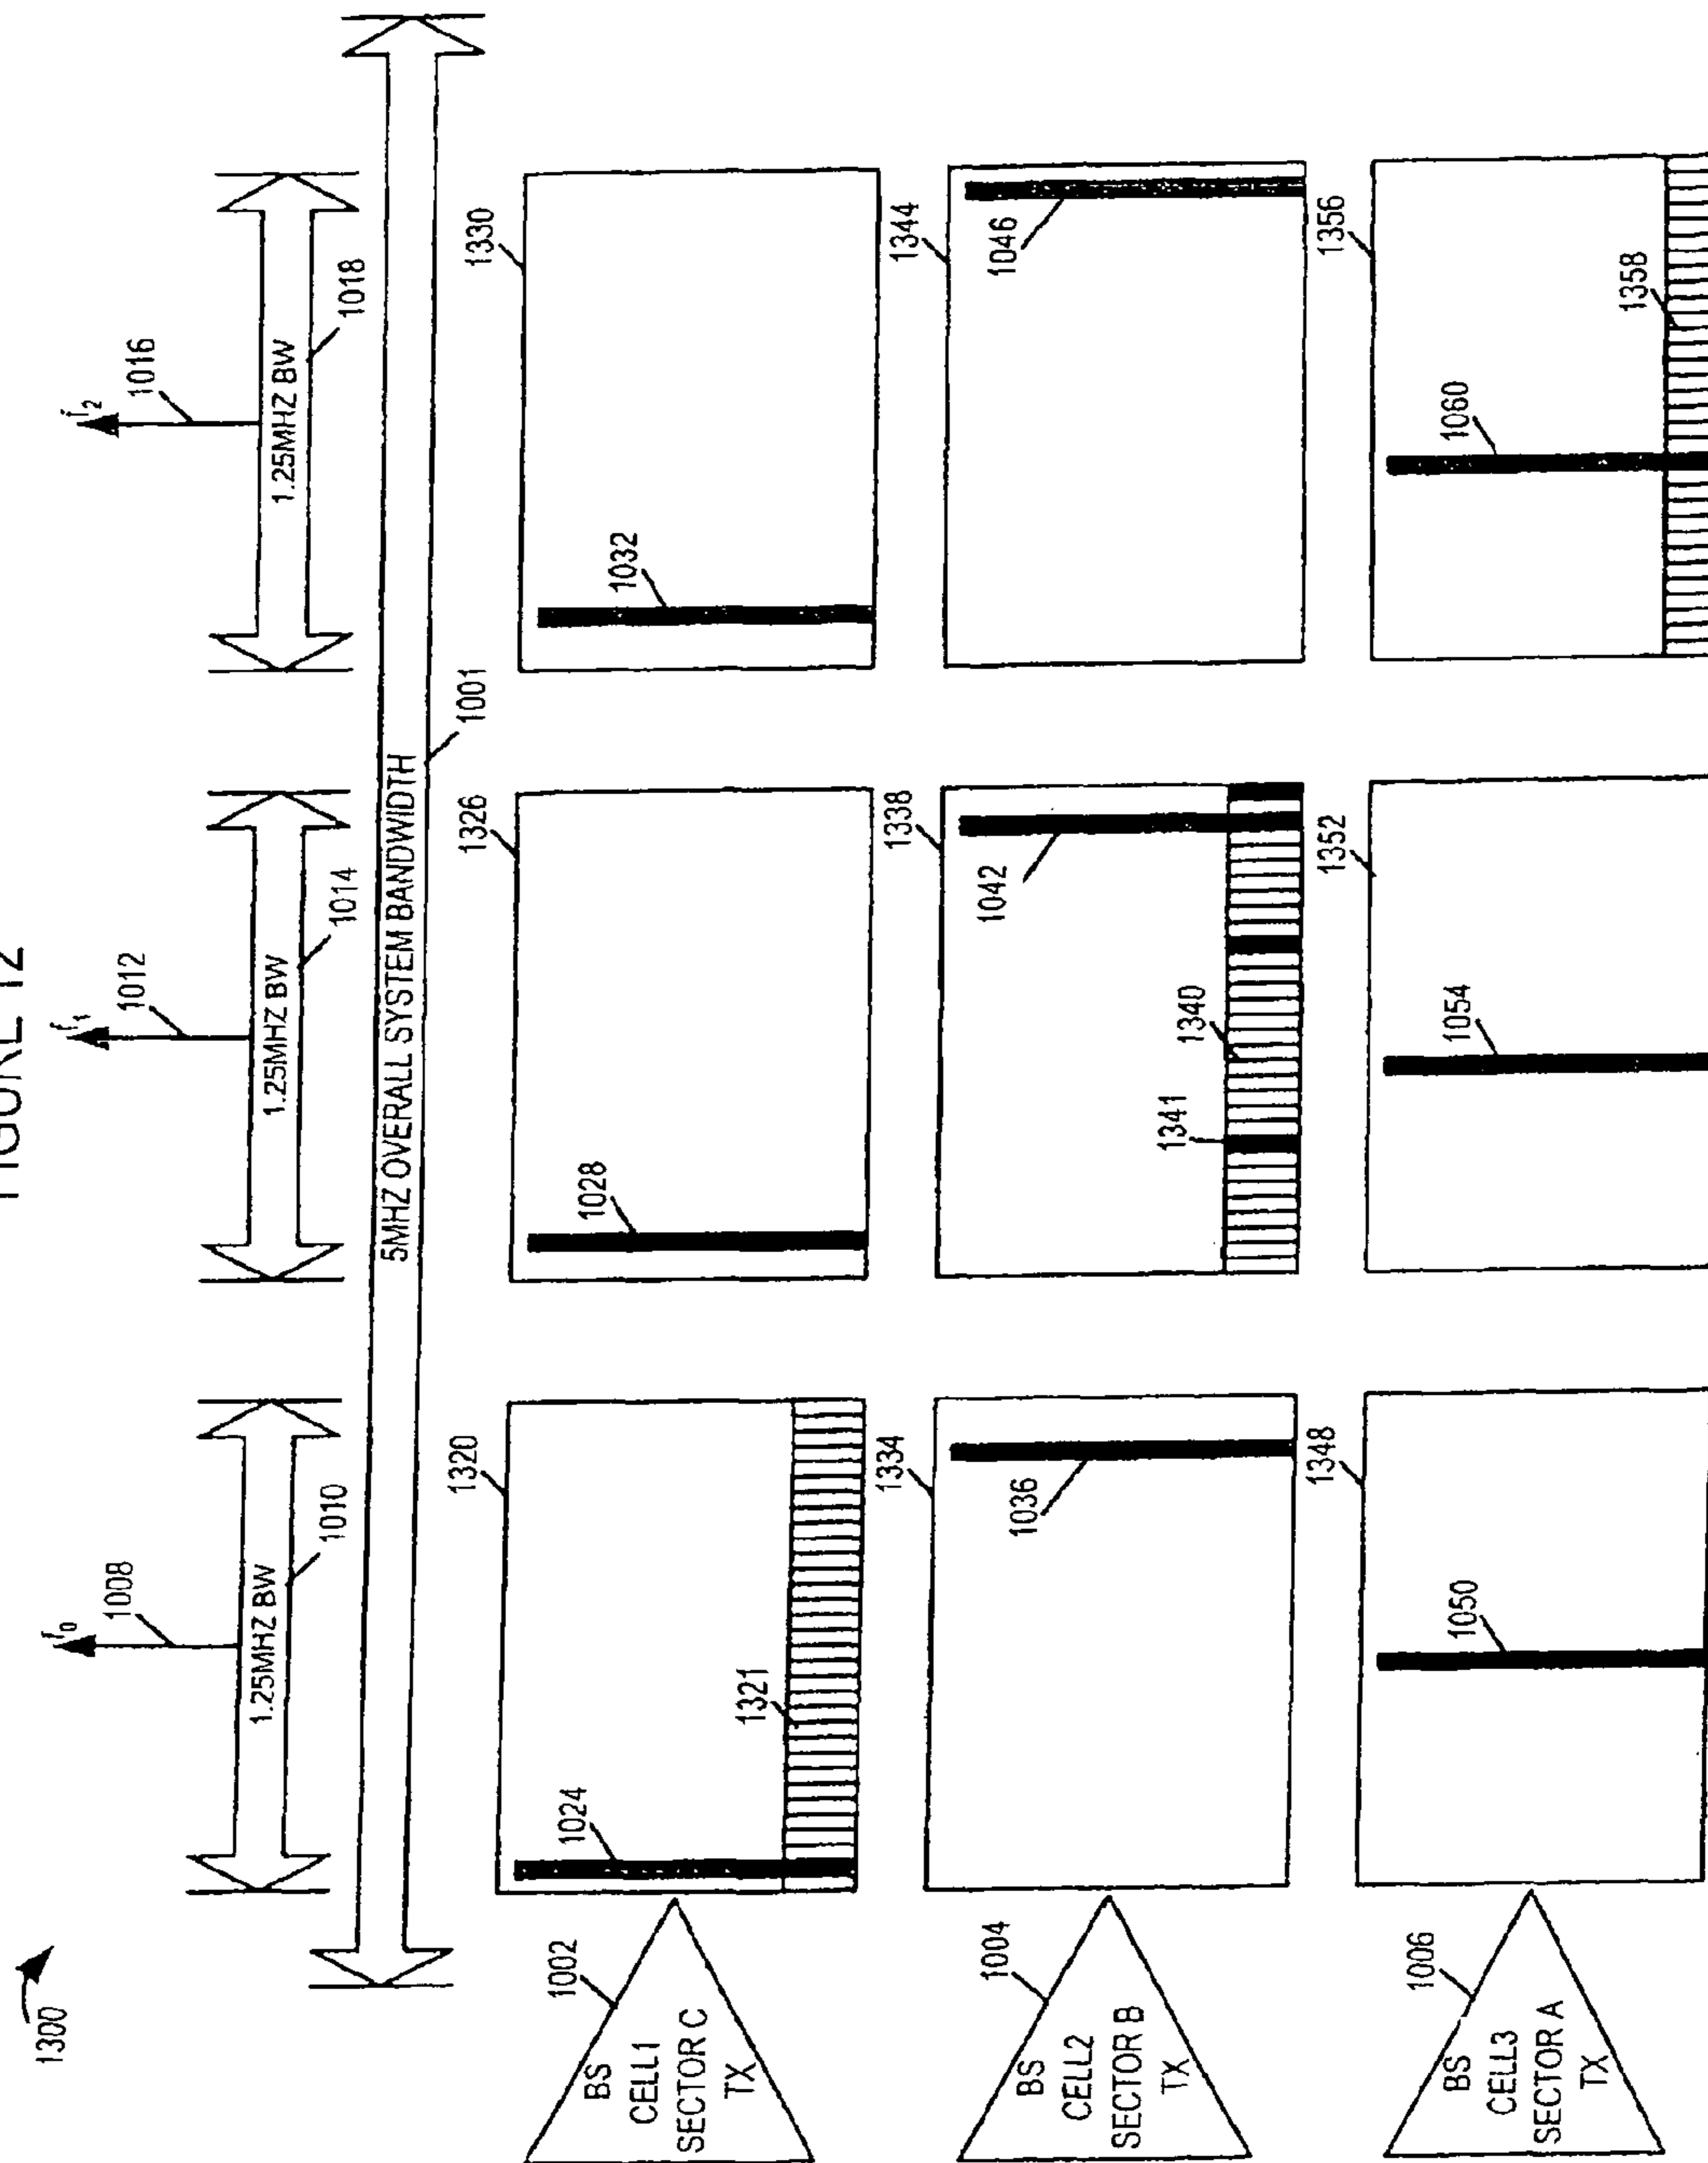 FIGURE 12
1300
f0
1008
f1
1012
f2
1016
1.25MHZ BW
1010
1.25MHZ BW
1014
1.25MHZ BW
1018
5MHZ OVERALL SYSTEM BANDWIDTH
1001
BS
CELL1
SECTOR C
TX
1002
1320
1024
1321
1326
1028
1330
1032
BS
CELL2
SECTOR B
TX
1004
1334
1036
1338
1042
1341
1340
1344
1046
BS
CELL3
SECTOR A
TX
1006
1348
1050
1352
1054
1356
1060
1358